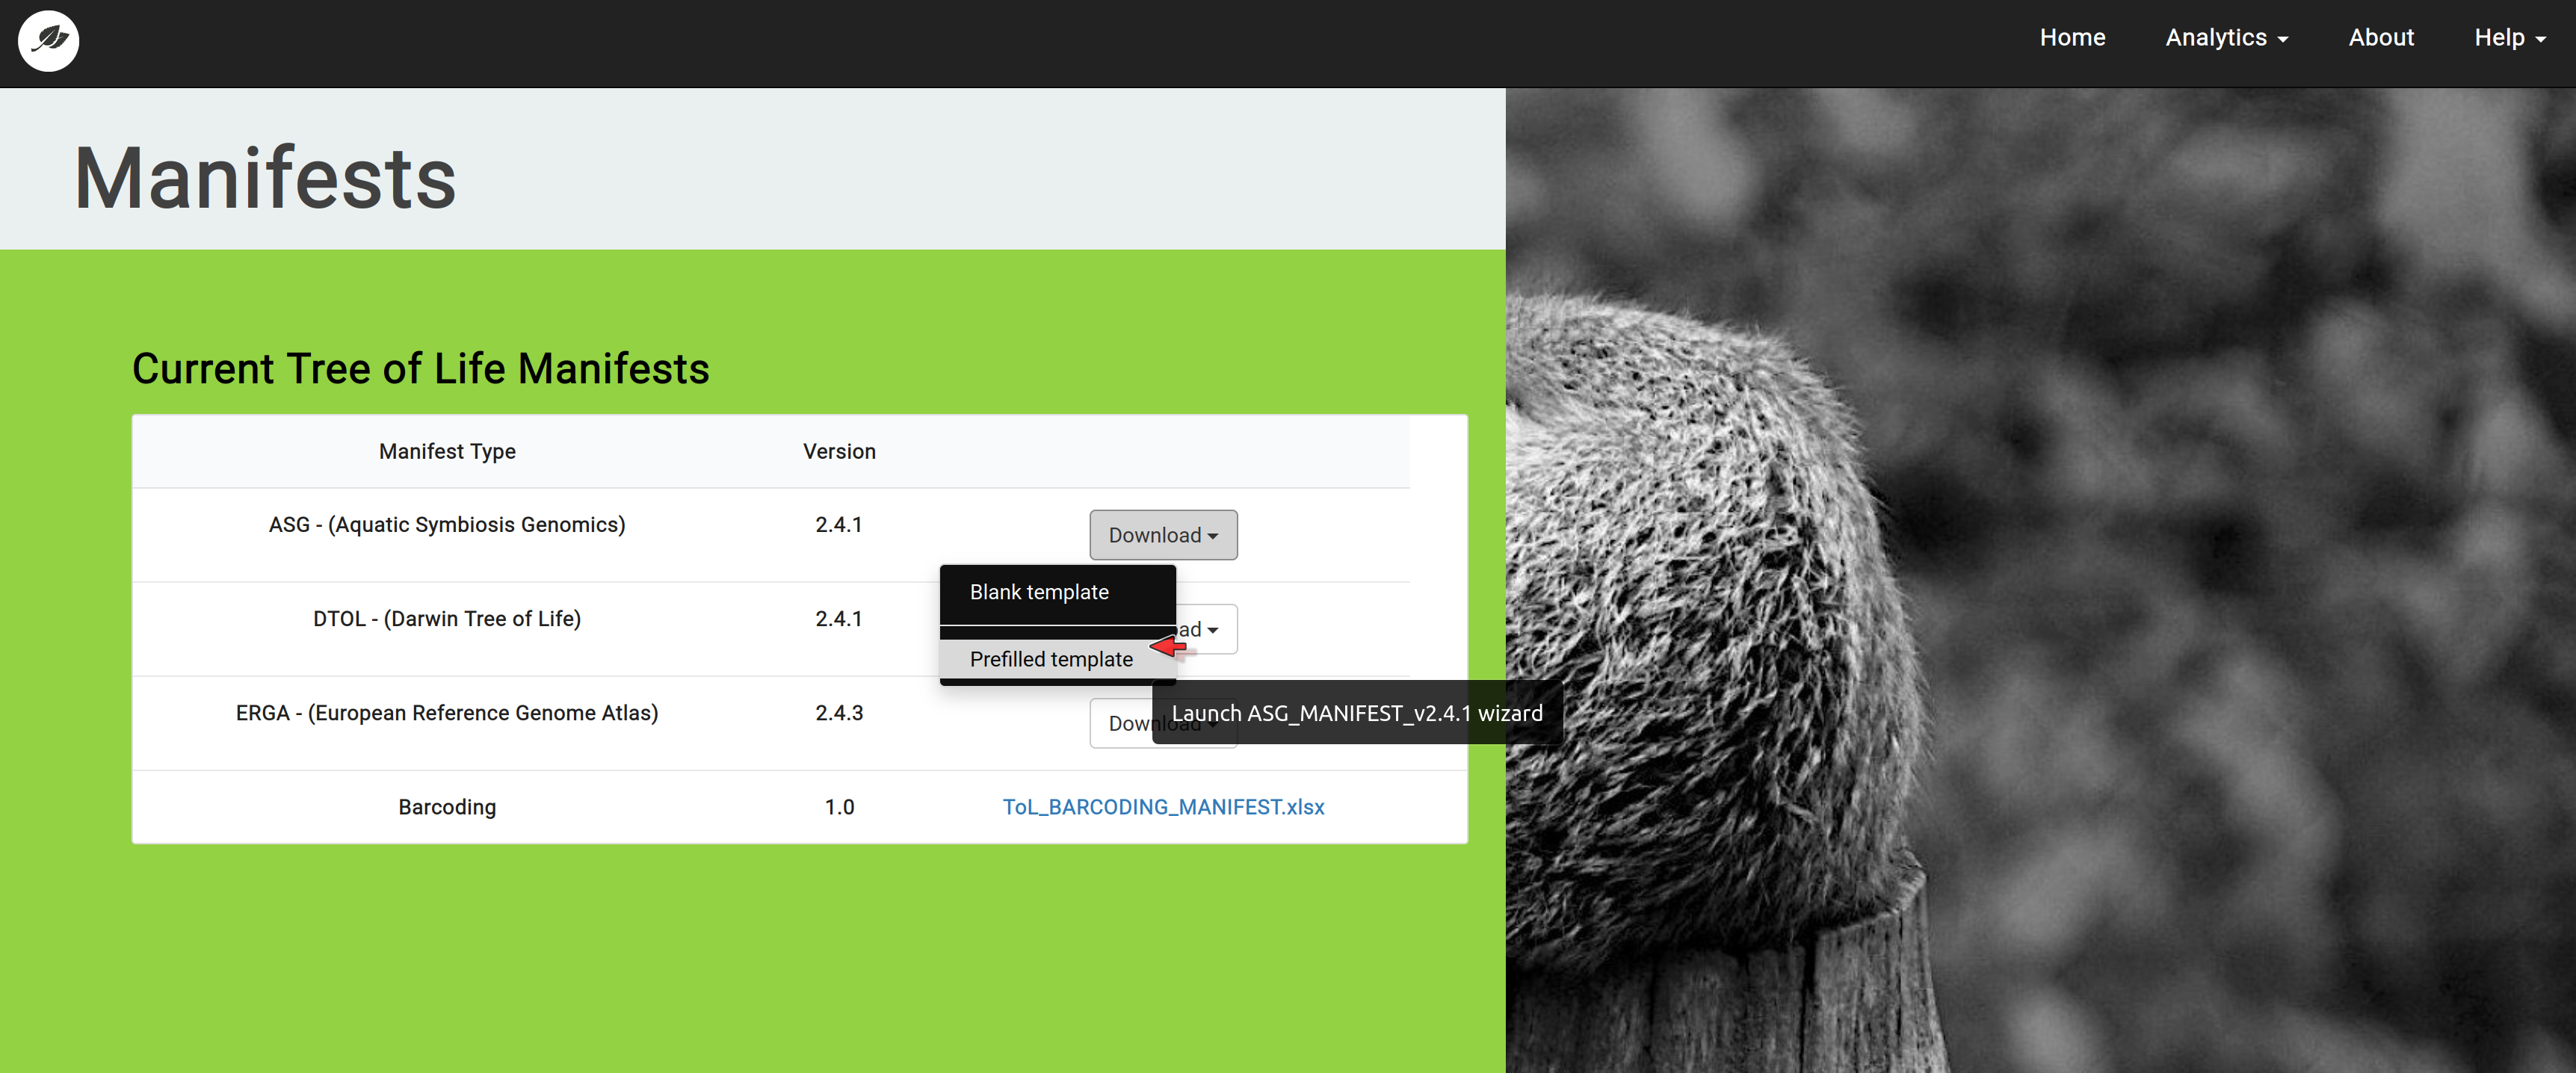 Home Analytics About Help
Manifests
Current Tree of Life Manifests
Manifest Type Version
ASG - (Aquatic Symbiosis Genomics) 2.4.1 Download
Blank template
DTOL - (Darwin Tree of Life) 2.4.1 ad
Prefilled template
ERGA - (European Reference Genome Atlas) 2.4.3 Download
Launch ASG_MANIFEST_v2.4.1 wizard
Barcoding 1.0 ToL_BARCODING_MANIFEST.xlsx